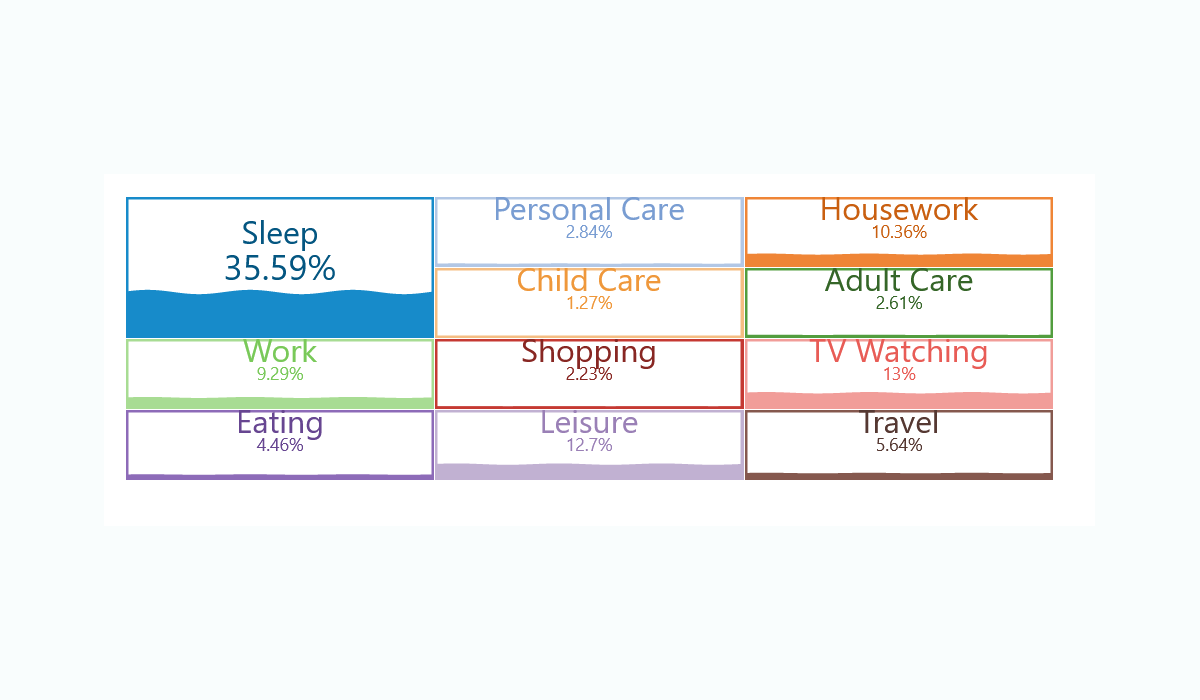 Sleep
35.59%
Personal Care
2.84%
Housework
10.36%
Child Care
1.27%
Adult Care
2.61%
Work
9.29%
Shopping
2.23%
TV Watching
13%
Eating
4.46%
Leisure
12.7%
Travel
5.64%